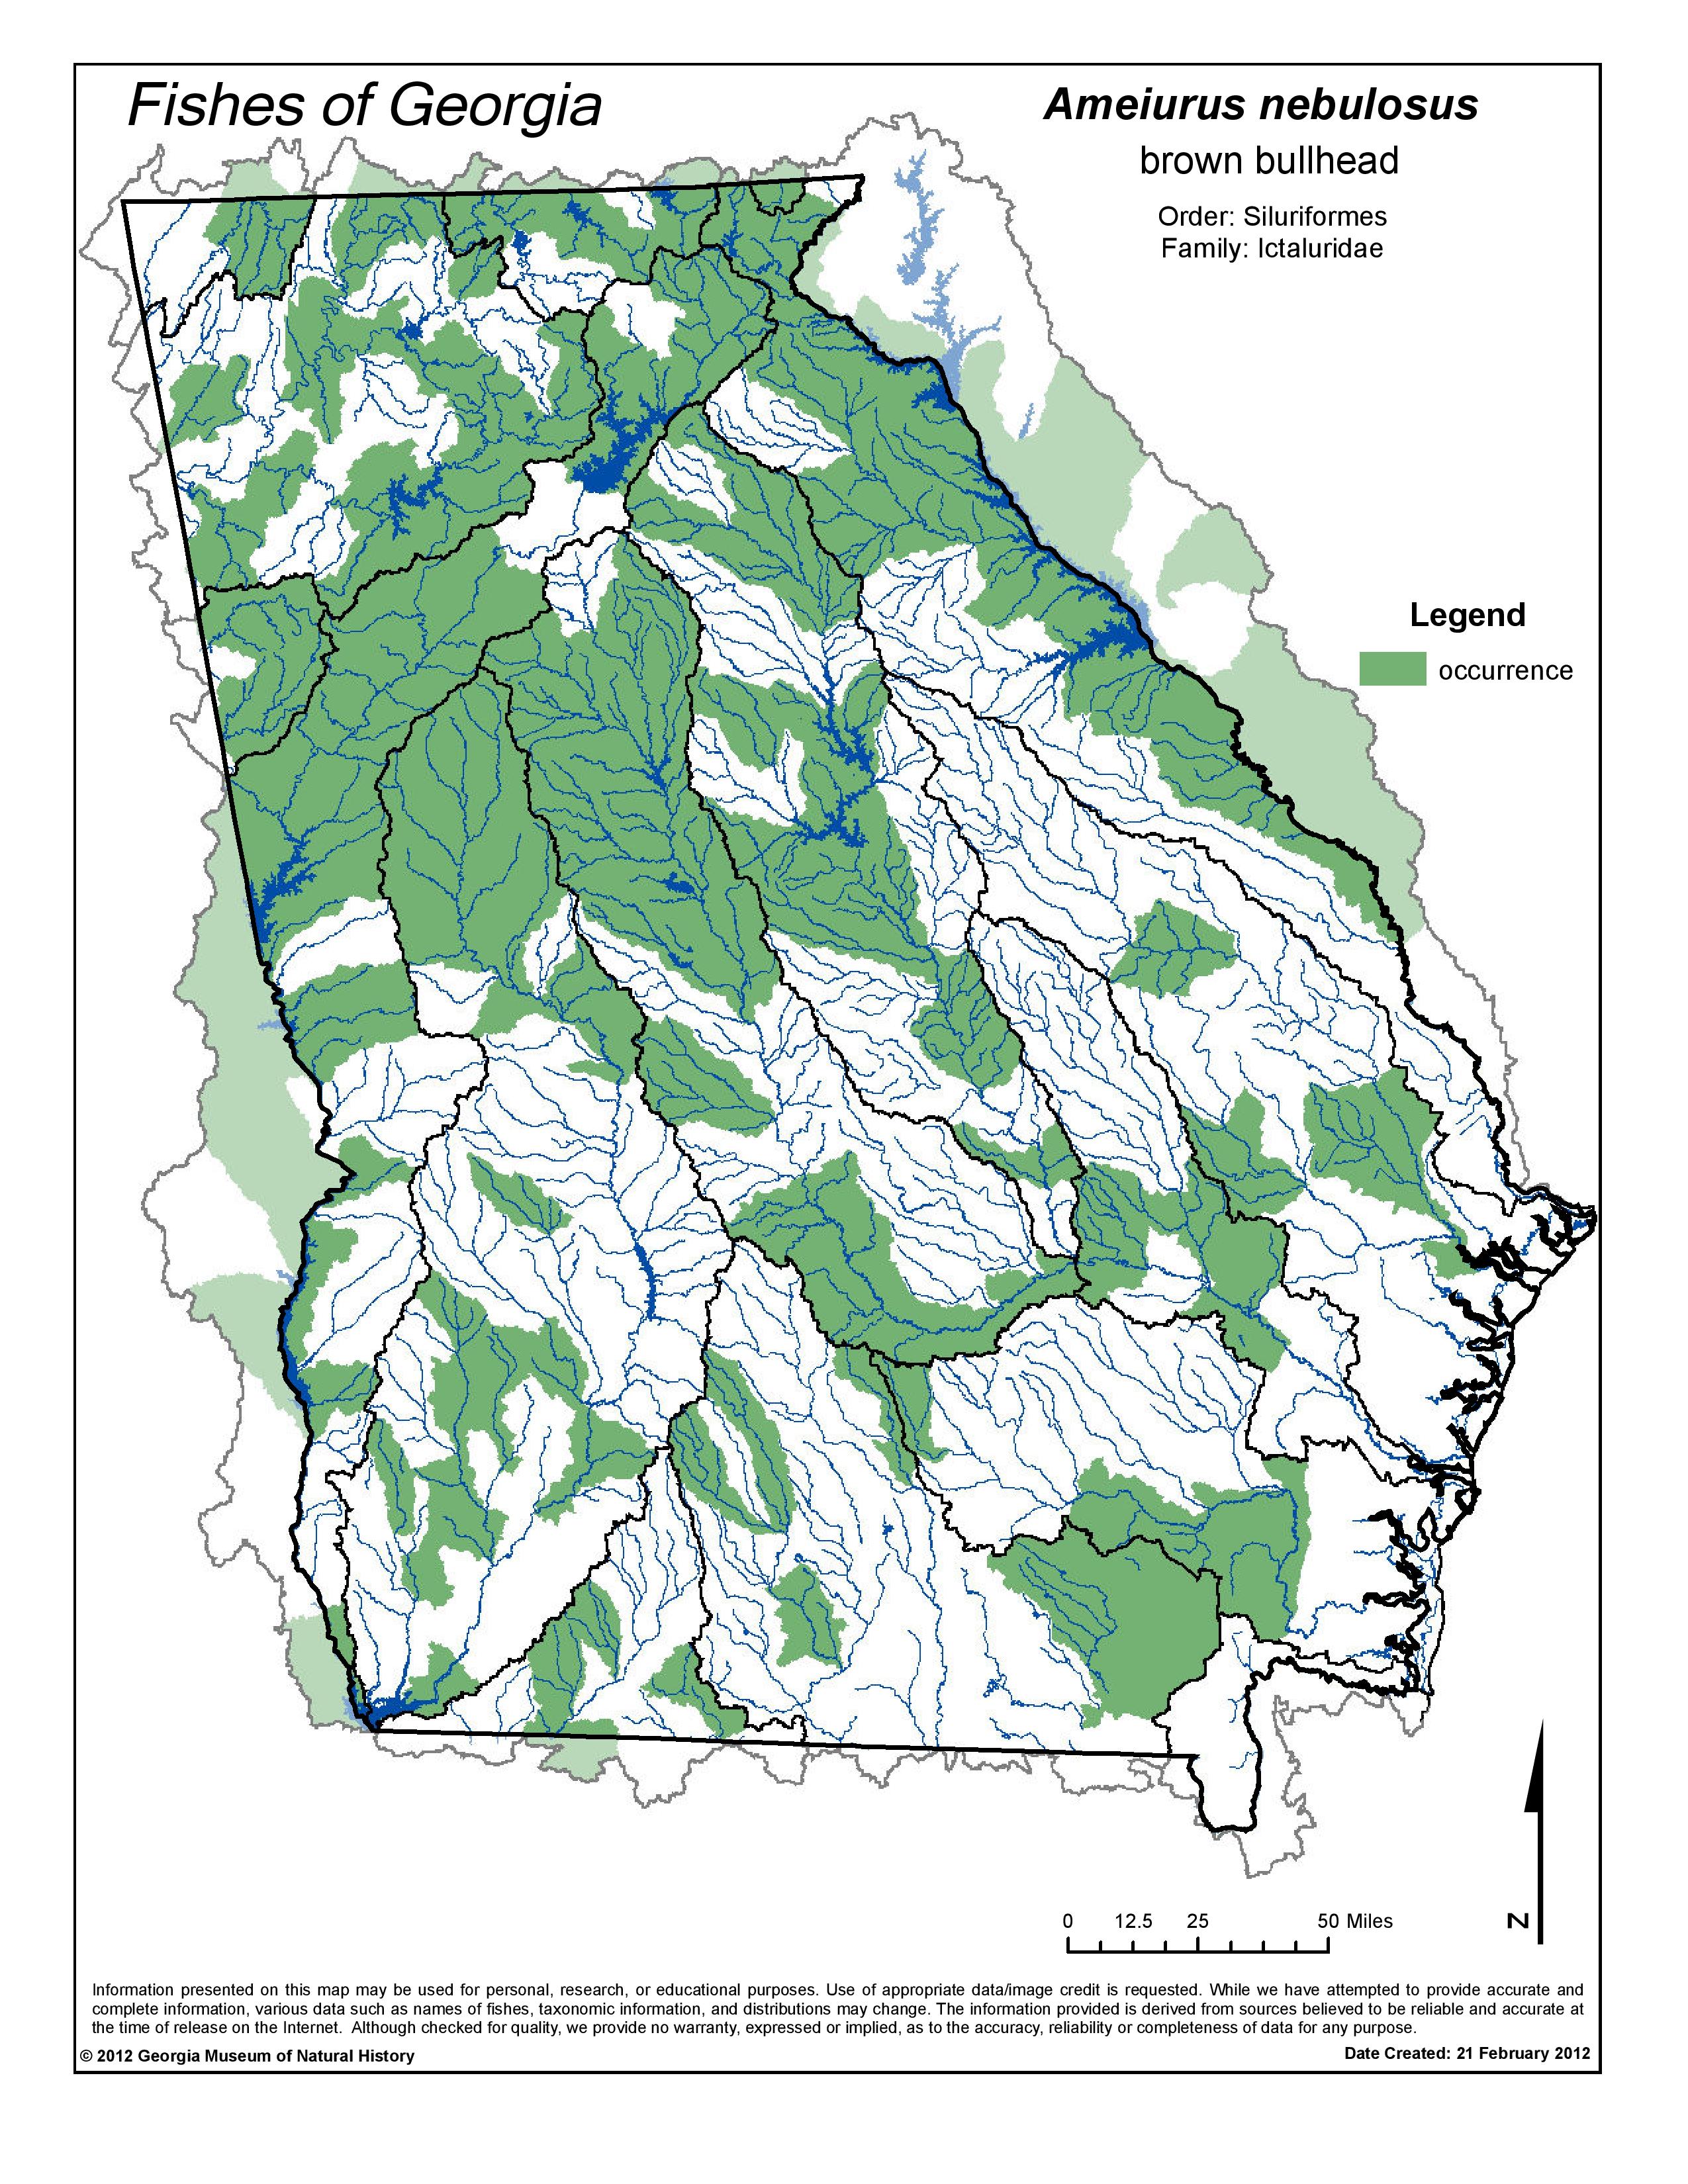 Fishes of Georgia
Ameiurus nebulosus
brown bullhead
Order: Siluriformes
Family: Ictaluridae
Legend
occurrence
0 12.5 25 50 Miles
N
Information presented on this map may be used for personal, research, or educational purposes. Use of appropriate data/image credit is requested. While we have attempted to provide accurate and
complete information, various data such as names of fishes, taxonomic information, and distributions may change. The information provided is derived from sources believed to be reliable and accurate at
the time of release on the Internet. Although checked for quality, we provide no warranty, expressed or implied, as to the accuracy, reliability or completeness of data for any purpose.
© 2012 Georgia Museum of Natural History
Date Created: 21 February 2012